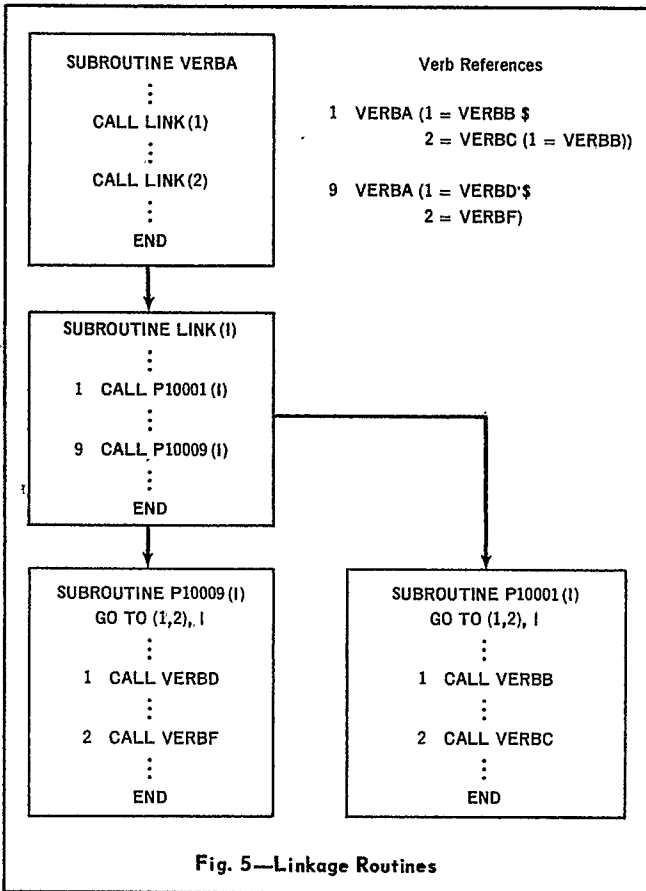 SUBROUTINE VERBA
CALL LINK(1)
CALL LINK(2)
END
Verb References
1 VERBA (1 = VERBB $
2 = VERBC (1 = VERBB))
9 VERBA (1 = VERBD $
2 = VERBF)
SUBROUTINE LINK(I)
1 CALL P10001(I)
9 CALL P10009(I)
END
SUBROUTINE P10009(I)
GO TO (1,2), I
1 CALL VERBD
2 CALL VERBF
END
SUBROUTINE P10001(I)
GO TO (1,2), I
1 CALL VERBB
2 CALL VERBC
END
Fig. 5—Linkage Routines